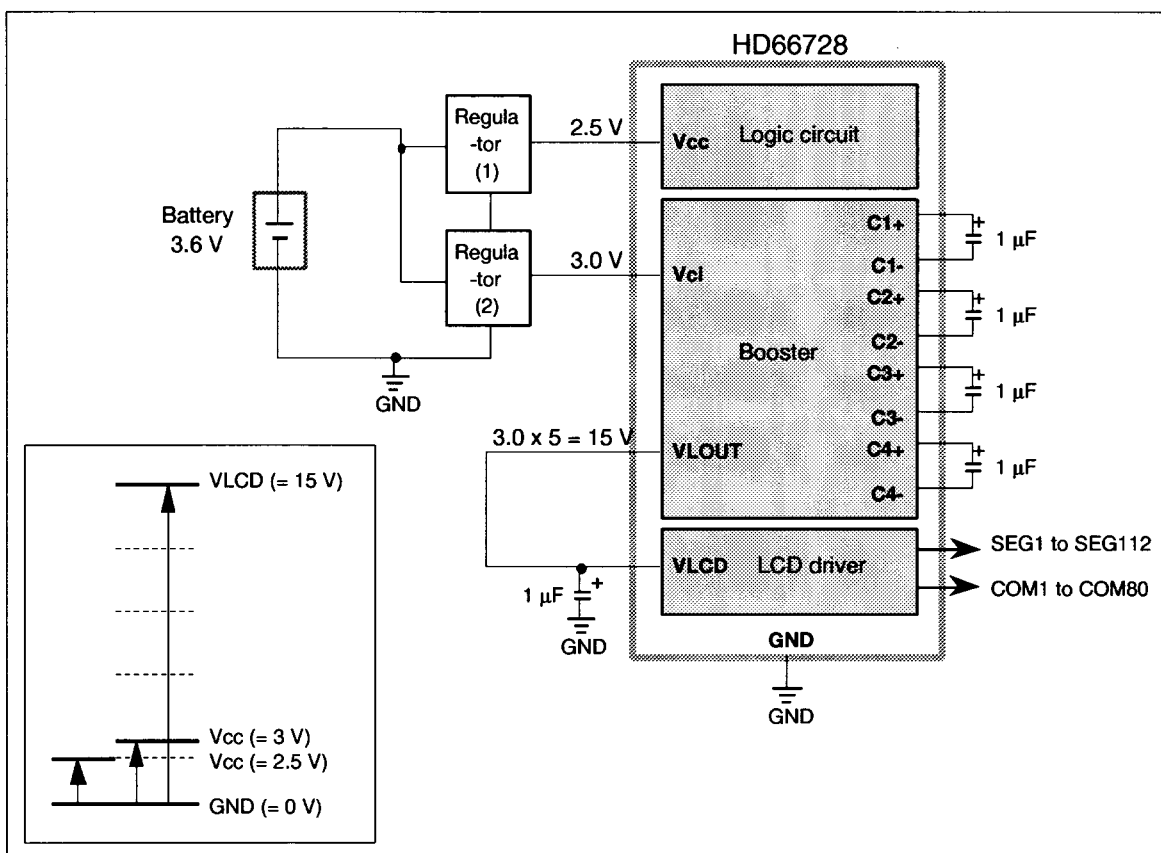 HD66728
Battery
3.6 V
Regula
-tor
(1)
Regula
-tor
(2)
GND
2.5 V
3.0 V
Vcc
Logic circuit
Vci
Booster
C1+
C1-
C2+
C2-
C3+
C3-
C4+
C4-
+
1 µF
+
1 µF
+
1 µF
+
1 µF
3.0 x 5 = 15 V
VLOUT
VLCD
LCD driver
SEG1 to SEG112
COM1 to COM80
+
1 µF
GND
GND
GND
VLCD (= 15 V)
Vcc (= 3 V)
Vcc (= 2.5 V)
GND (= 0 V)